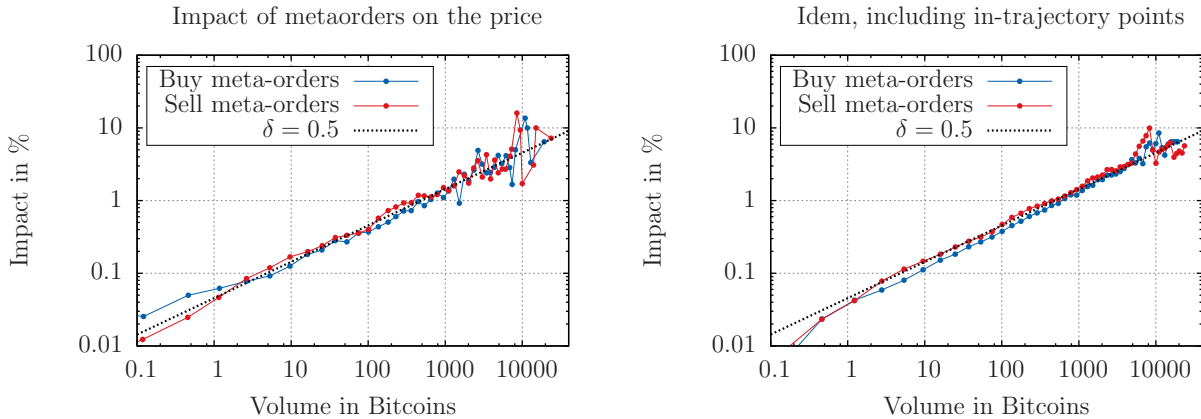 Impact of metaorders on the price
100
10
1
0.1
0.01
Impact in %
Buy meta-orders
Sell meta-orders
δ = 0.5
0.1 1 10 100 1000 10000
Volume in Bitcoins
Idem, including in-trajectory points
100
10
1
0.1
0.01
Impact in %
Buy meta-orders
Sell meta-orders
δ = 0.5
0.1 1 10 100 1000 10000
Volume in Bitcoins